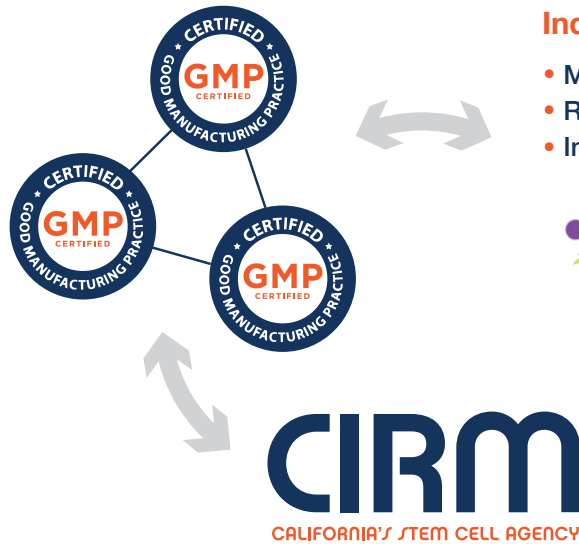 ★ CERTIFIED ★
GMP
CERTIFIED
GOOD MANUFACTURING PRACTICE
★ CERTIFIED ★
GMP
CERTIFIED
GOOD MANUFACTURING PRACTICE
★ CERTIFIED ★
GMP
CERTIFIED
GOOD MANUFACTURING PRACTICE
CIRM
CALIFORNIA'S STEM CELL AGENCY